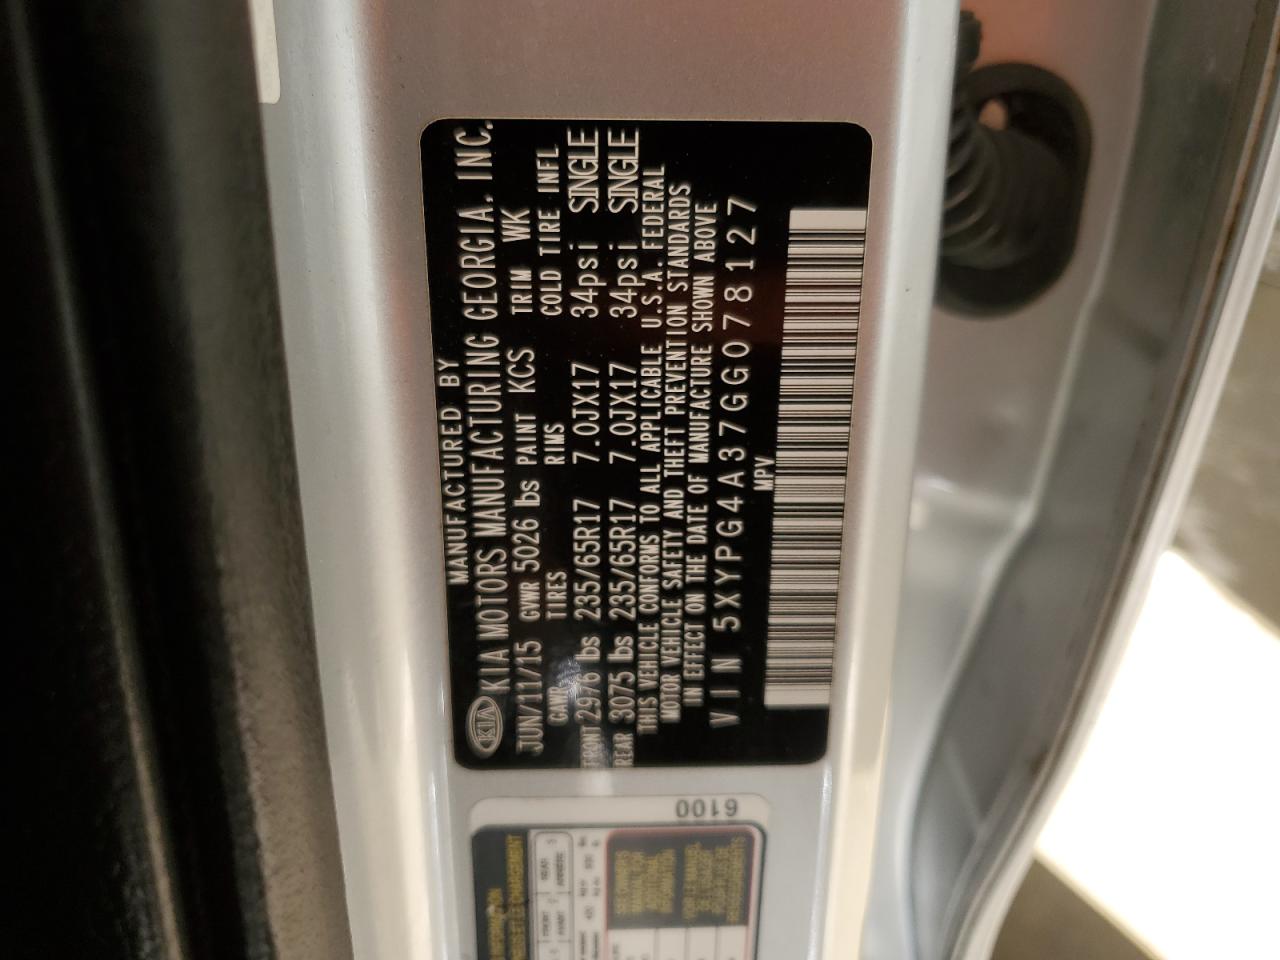 MANUFACTURED BY
KIA KIA MOTORS MANUFACTURING GEORGIA, INC.
JUN/11/15 GVWR 5026 lbs PAINT KCS TRIM WK
GAWR TIRES RIMS COLD TIRE INFL
FRONT 2976 lbs 235/65R17 7.0JX17 34psi SINGLE
REAR 3075 lbs 235/65R17 7.0JX17 34psi SINGLE
THIS VEHICLE CONFORMS TO ALL APPLICABLE U.S.A. FEDERAL
MOTOR VEHICLE SAFETY AND THEFT PREVENTION STANDARDS
IN EFFECT ON THE DATE OF MANUFACTURE SHOWN ABOVE
VIN 5XYPG4A37GG078127
MPV
6100